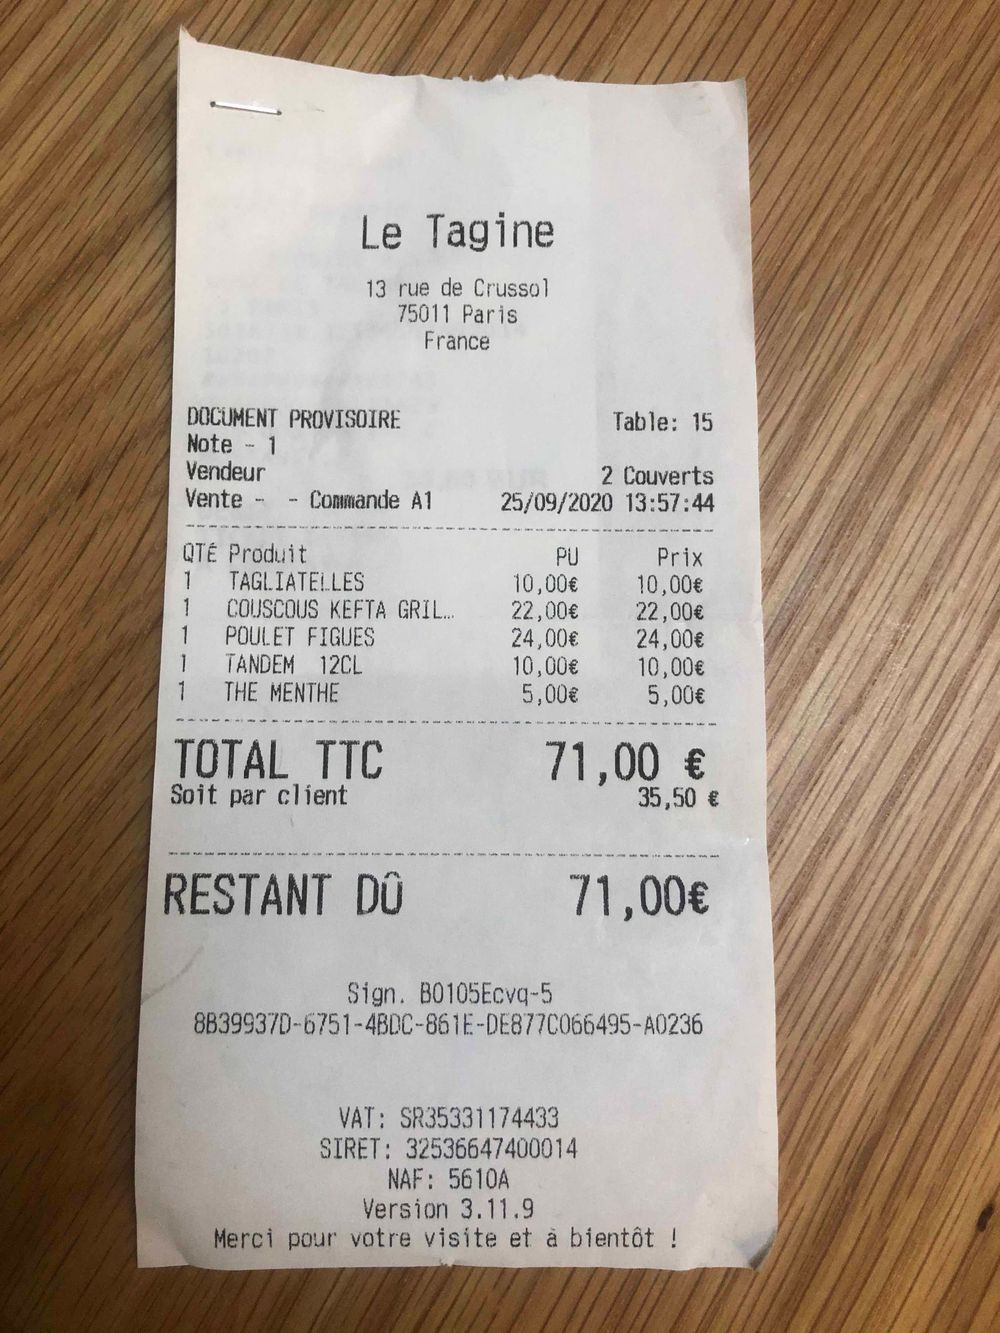 Le Tagine
13 rue de Crussol
75011 Paris
France
DOCUMENT PROVISOIRE Table: 15
Note - 1
Vendeur 2 Couverts
Vente - - Commande A1 25/09/2020 13:57:44
QTÉ Produit PU Prix
1 TAGLIATELLES 10,00€ 10,00€
1 COUSCOUS KEFTA GRIL... 22,00€ 22,00€
1 POULET FIGUES 24,00€ 24,00€
1 TANDEM 12CL 10,00€ 10,00€
1 THE MENTHE 5,00€ 5,00€
TOTAL TTC 71,00 €
Soit par client 35,50 €
RESTANT DÛ 71,00€
Sign. B0105Ecvq-5
8B39937D-6751-4BDC-861E-DE877C066495-A0236
VAT: SR35331174433
SIRET: 32536647400014
NAF: 5610A
Version 3.11.9
Merci pour votre visite et à bientôt !